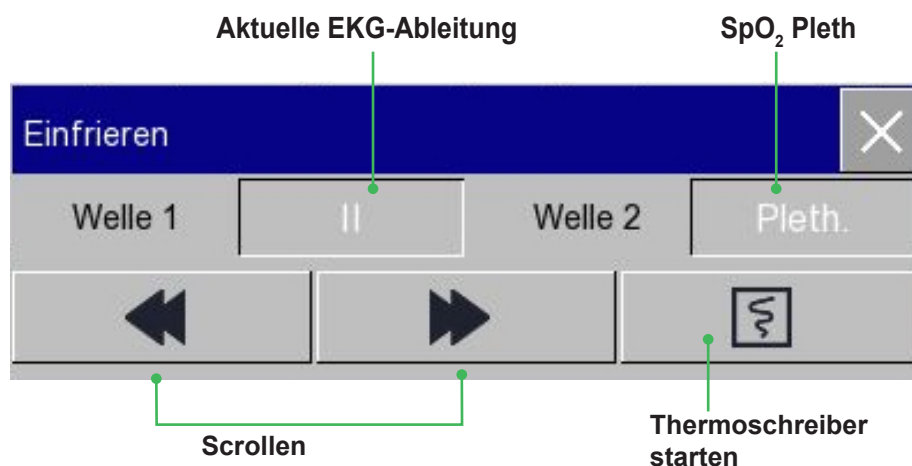 Aktuelle EKG-Ableitung
SpO₂ Pleth
Einfrieren
Welle 1
II
Welle 2
Pleth.
Scrollen
Thermoschreiber
starten